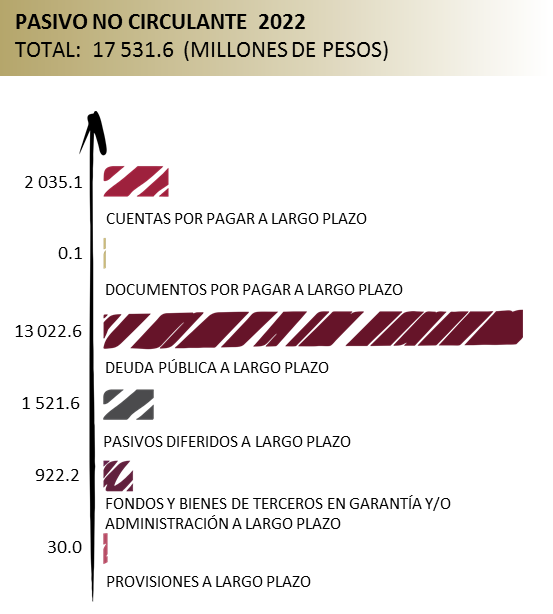 PASIVO NO CIRCULANTE 2022
TOTAL: 17 531.6 (MILLONES DE PESOS)
2 035.1
CUENTAS POR PAGAR A LARGO PLAZO
0.1
DOCUMENTOS POR PAGAR A LARGO PLAZO
13 022.6
DEUDA PÚBLICA A LARGO PLAZO
1 521.6
PASIVOS DIFERIDOS A LARGO PLAZO
922.2
FONDOS Y BIENES DE TERCEROS EN GARANTÍA Y/O
ADMINISTRACIÓN A LARGO PLAZO
30.0
PROVISIONES A LARGO PLAZO